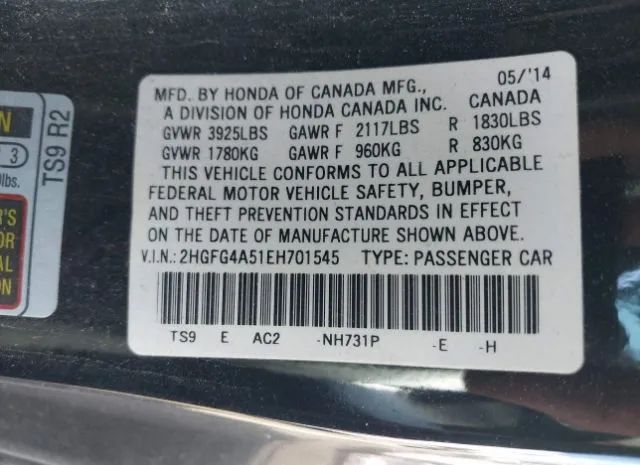 MFD. BY HONDA OF CANADA MFG., 05/'14
A DIVISION OF HONDA CANADA INC. CANADA
GVWR 3925LBS GAWR F 2117LBS R 1830LBS
GVWR 1780KG GAWR F 960KG R 830KG
THIS VEHICLE CONFORMS TO ALL APPLICABLE
FEDERAL MOTOR VEHICLE SAFETY, BUMPER,
AND THEFT PREVENTION STANDARDS IN EFFECT
ON THE DATE OF MANUFACTURE SHOWN ABOVE.
V.I.N.: 2HGFG4A51EH701545 TYPE: PASSENGER CAR
TS9 E AC2 -NH731P -E -H
TS9 R2
3
lbs.